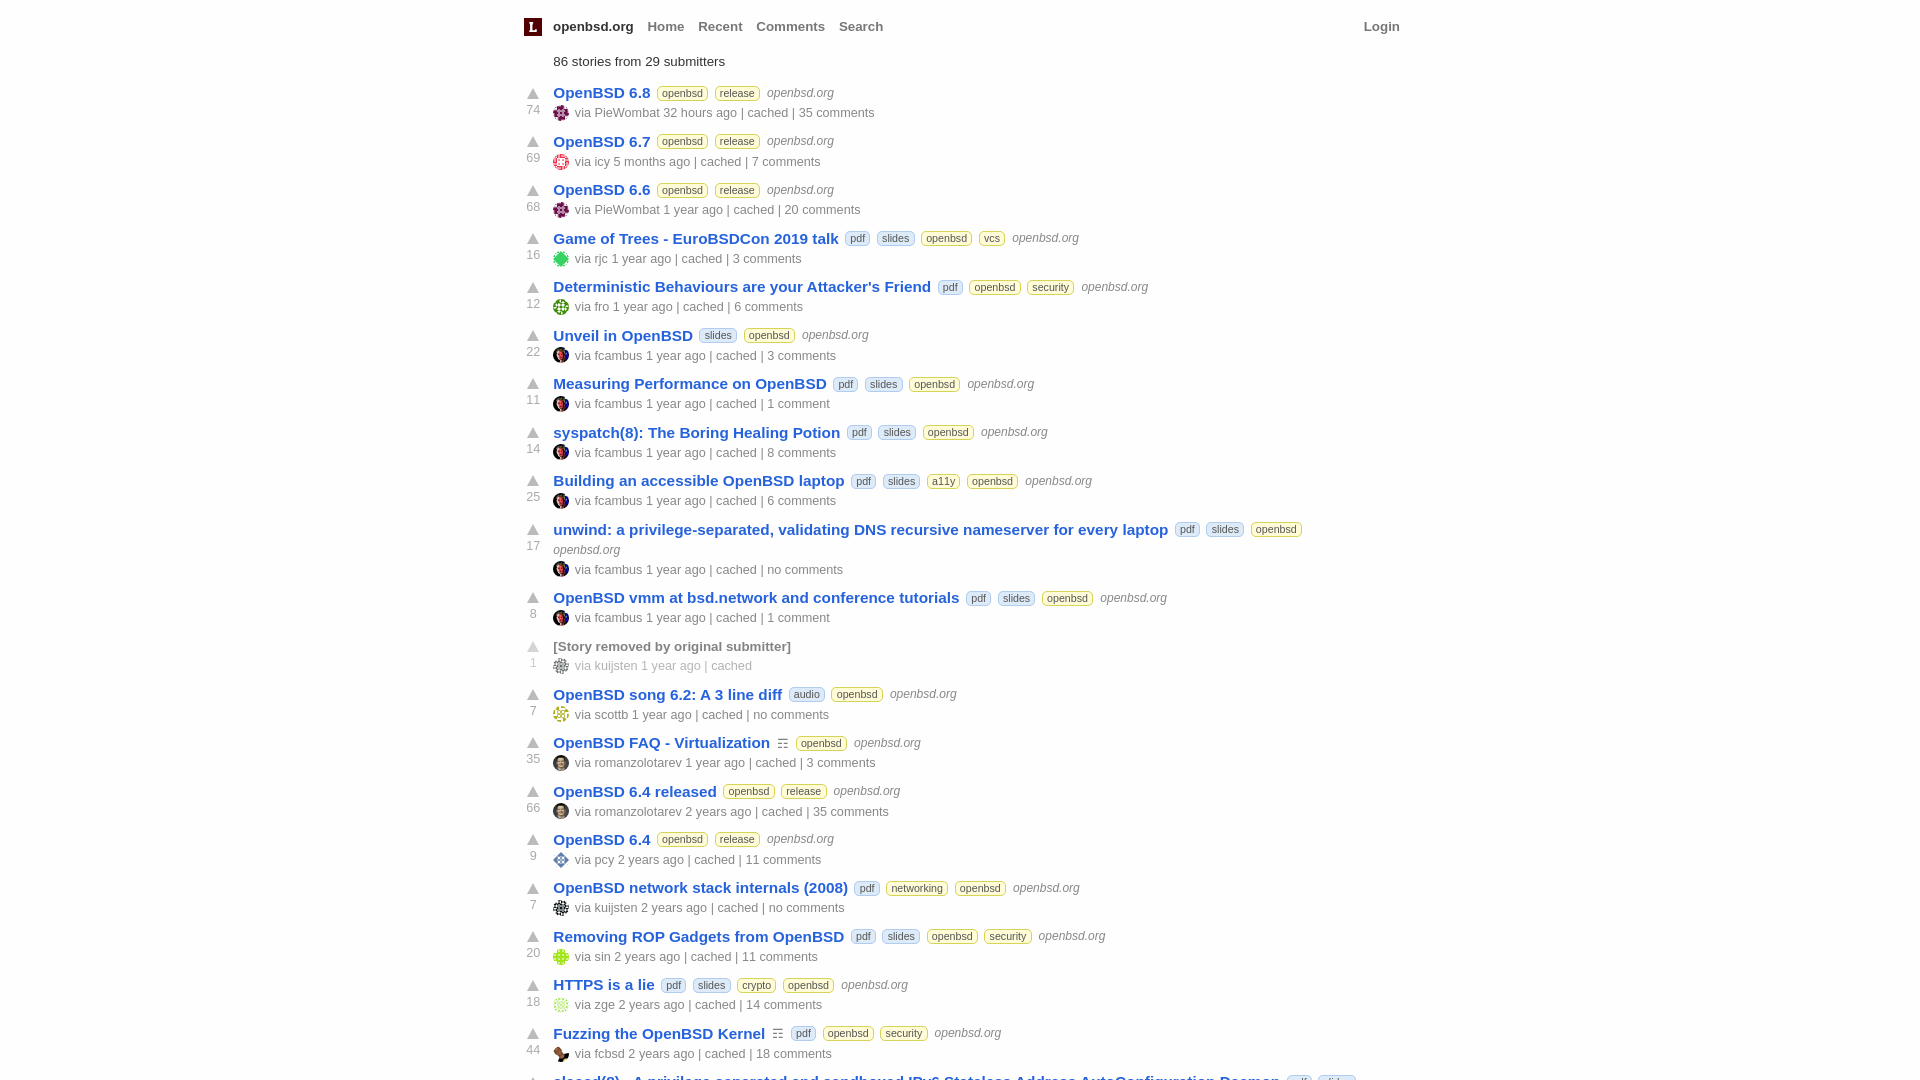 L openbsd.org Home Recent Comments Search Login
86 stories from 29 submitters
OpenBSD 6.8 openbsd release openbsd.org
74 via PieWombat 32 hours ago | cached | 35 comments
OpenBSD 6.7 openbsd release openbsd.org
69 via icy 5 months ago | cached | 7 comments
OpenBSD 6.6 openbsd release openbsd.org
68 via PieWombat 1 year ago | cached | 20 comments
Game of Trees - EuroBSDCon 2019 talk pdf slides openbsd vcs openbsd.org
16 via rjc 1 year ago | cached | 3 comments
Deterministic Behaviours are your Attacker's Friend pdf openbsd security openbsd.org
12 via fro 1 year ago | cached | 6 comments
Unveil in OpenBSD slides openbsd openbsd.org
22 via fcambus 1 year ago | cached | 3 comments
Measuring Performance on OpenBSD pdf slides openbsd openbsd.org
11 via fcambus 1 year ago | cached | 1 comment
syspatch(8): The Boring Healing Potion pdf slides openbsd openbsd.org
14 via fcambus 1 year ago | cached | 8 comments
Building an accessible OpenBSD laptop pdf slides a11y openbsd openbsd.org
25 via fcambus 1 year ago | cached | 6 comments
unwind: a privilege-separated, validating DNS recursive nameserver for every laptop pdf slides openbsd
17 openbsd.org
via fcambus 1 year ago | cached | no comments
OpenBSD vmm at bsd.network and conference tutorials pdf slides openbsd openbsd.org
8 via fcambus 1 year ago | cached | 1 comment
[Story removed by original submitter]
1 via kuijsten 1 year ago | cached
OpenBSD song 6.2: A 3 line diff audio openbsd openbsd.org
7 via scottb 1 year ago | cached | no comments
OpenBSD FAQ - Virtualization ☶ openbsd openbsd.org
35 via romanzolotarev 1 year ago | cached | 3 comments
OpenBSD 6.4 released openbsd release openbsd.org
66 via romanzolotarev 2 years ago | cached | 35 comments
OpenBSD 6.4 openbsd release openbsd.org
9 via pcy 2 years ago | cached | 11 comments
OpenBSD network stack internals (2008) pdf networking openbsd openbsd.org
7 via kuijsten 2 years ago | cached | no comments
Removing ROP Gadgets from OpenBSD pdf slides openbsd security openbsd.org
20 via sin 2 years ago | cached | 11 comments
HTTPS is a lie pdf slides crypto openbsd openbsd.org
18 via zge 2 years ago | cached | 14 comments
Fuzzing the OpenBSD Kernel ☶ pdf openbsd security openbsd.org
44 via fcbsd 2 years ago | cached | 18 comments
slaacd(8) - A privilege separated and sandboxed IPv6 Stateless Address AutoConfiguration Daemon pdf slides